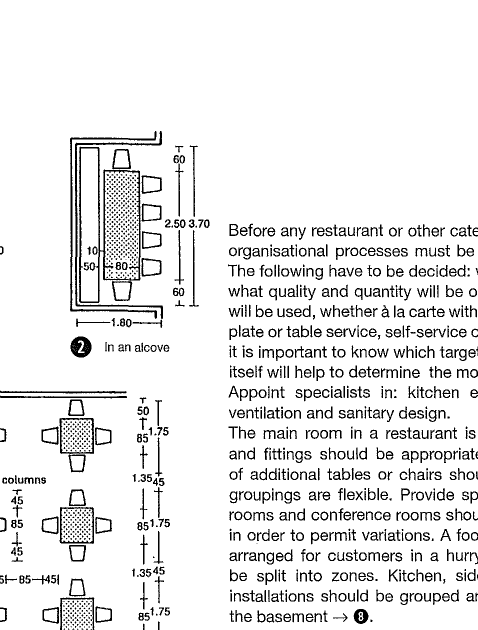 60
2.50
3.70
10
50
80
60
1.80
2 In an alcove
50
85
1.75
1.35
45
columns
45
85
45
85
1.75
85
45
1.35
45
85
1.75
Before any restaurant or other cate
organisational processes must be
The following have to be decided:
what quality and quantity will be o
will be used, whether à la carte with
plate or table service, self-service
it is important to know which target
itself will help to determine the mo
Appoint specialists in: kitchen e
ventilation and sanitary design.
The main room in a restaurant is
and fittings should be appropriate
of additional tables or chairs shou
groupings are flexible. Provide sp
rooms and conference rooms shou
in order to permit variations. A foo
arranged for customers in a hurry
be split into zones. Kitchen, side
installations should be grouped a
the basement → 8.